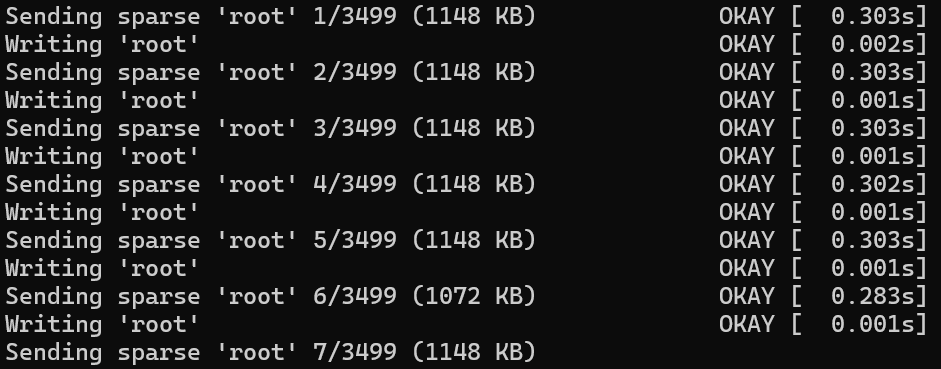 Sending sparse 'root' 1/3499 (1148 KB)                    OKAY [  0.303s]
Writing 'root'                                            OKAY [  0.002s]
Sending sparse 'root' 2/3499 (1148 KB)                    OKAY [  0.303s]
Writing 'root'                                            OKAY [  0.001s]
Sending sparse 'root' 3/3499 (1148 KB)                    OKAY [  0.303s]
Writing 'root'                                            OKAY [  0.001s]
Sending sparse 'root' 4/3499 (1148 KB)                    OKAY [  0.302s]
Writing 'root'                                            OKAY [  0.001s]
Sending sparse 'root' 5/3499 (1148 KB)                    OKAY [  0.303s]
Writing 'root'                                            OKAY [  0.001s]
Sending sparse 'root' 6/3499 (1072 KB)                    OKAY [  0.283s]
Writing 'root'                                            OKAY [  0.001s]
Sending sparse 'root' 7/3499 (1148 KB)